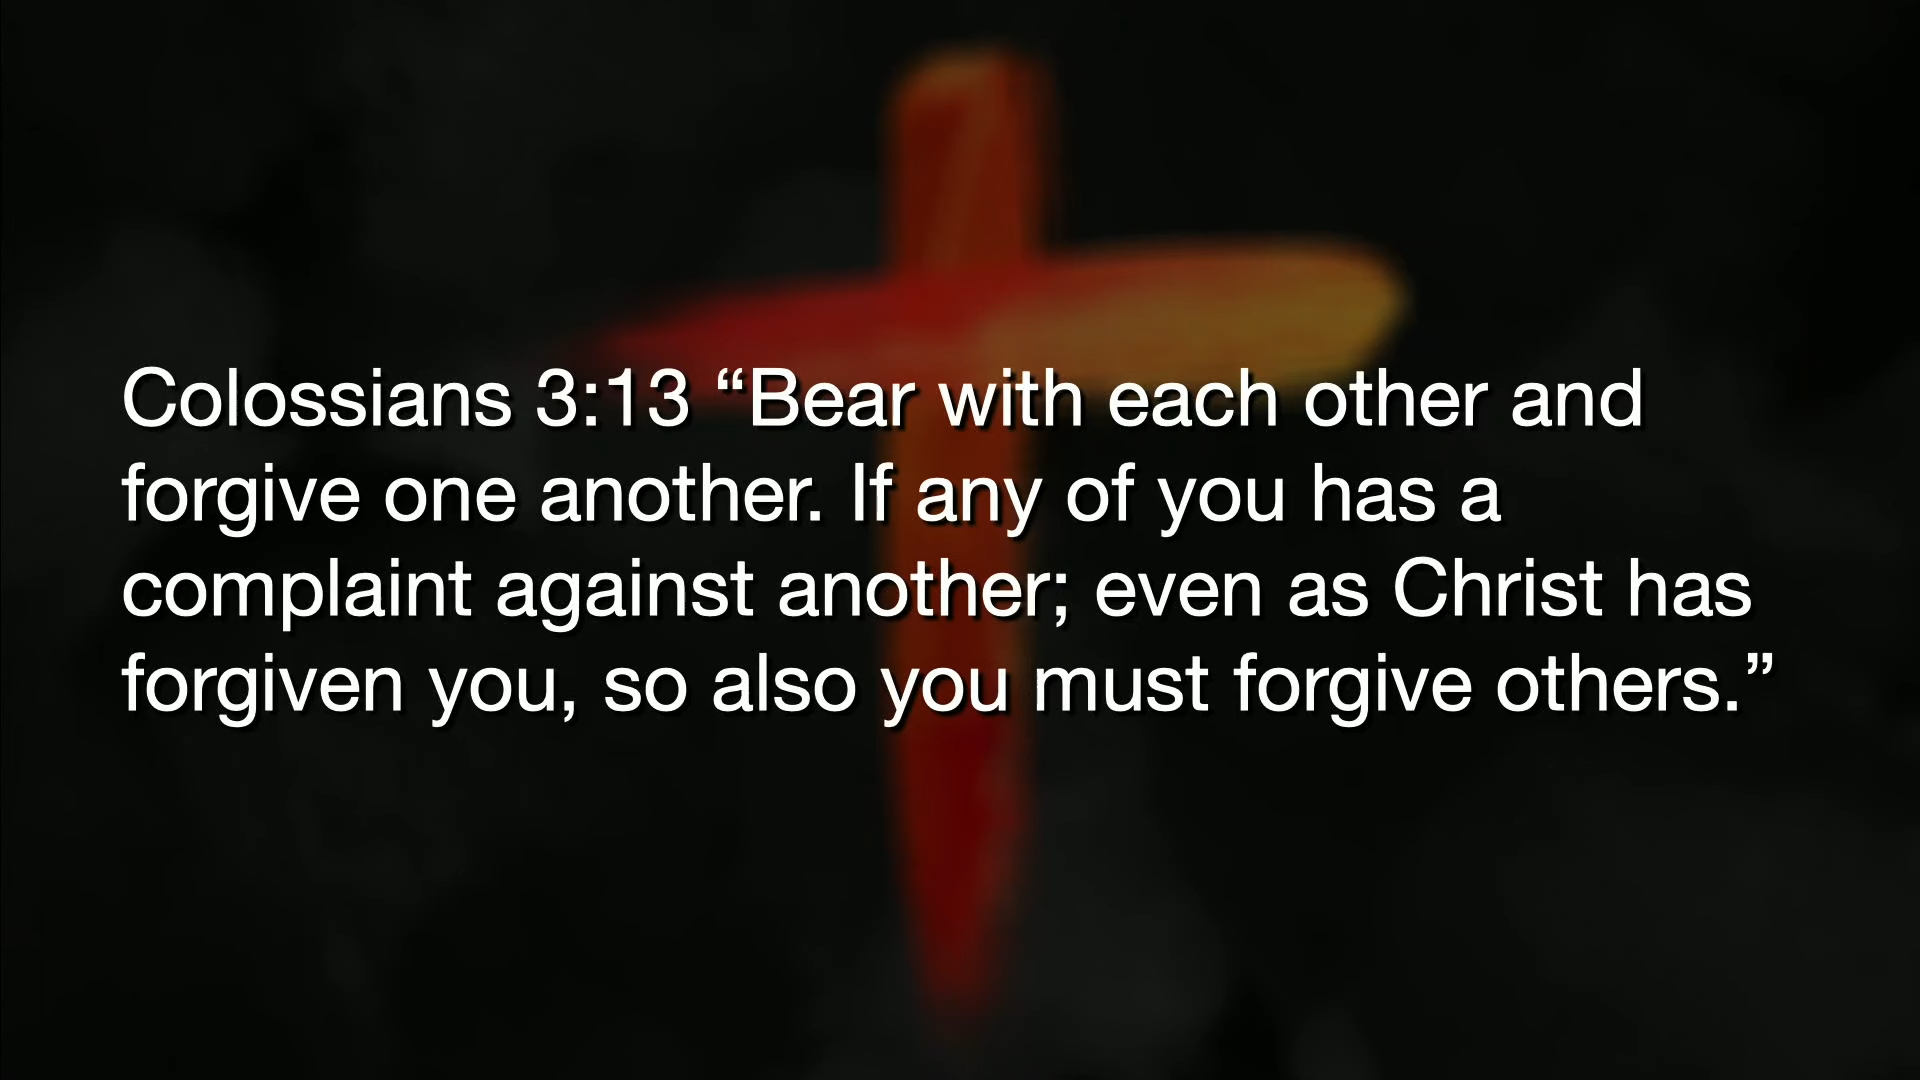 Colossians 3:13 “Bear with each other and
forgive one another. If any of you has a
complaint against another; even as Christ has
forgiven you, so also you must forgive others.”